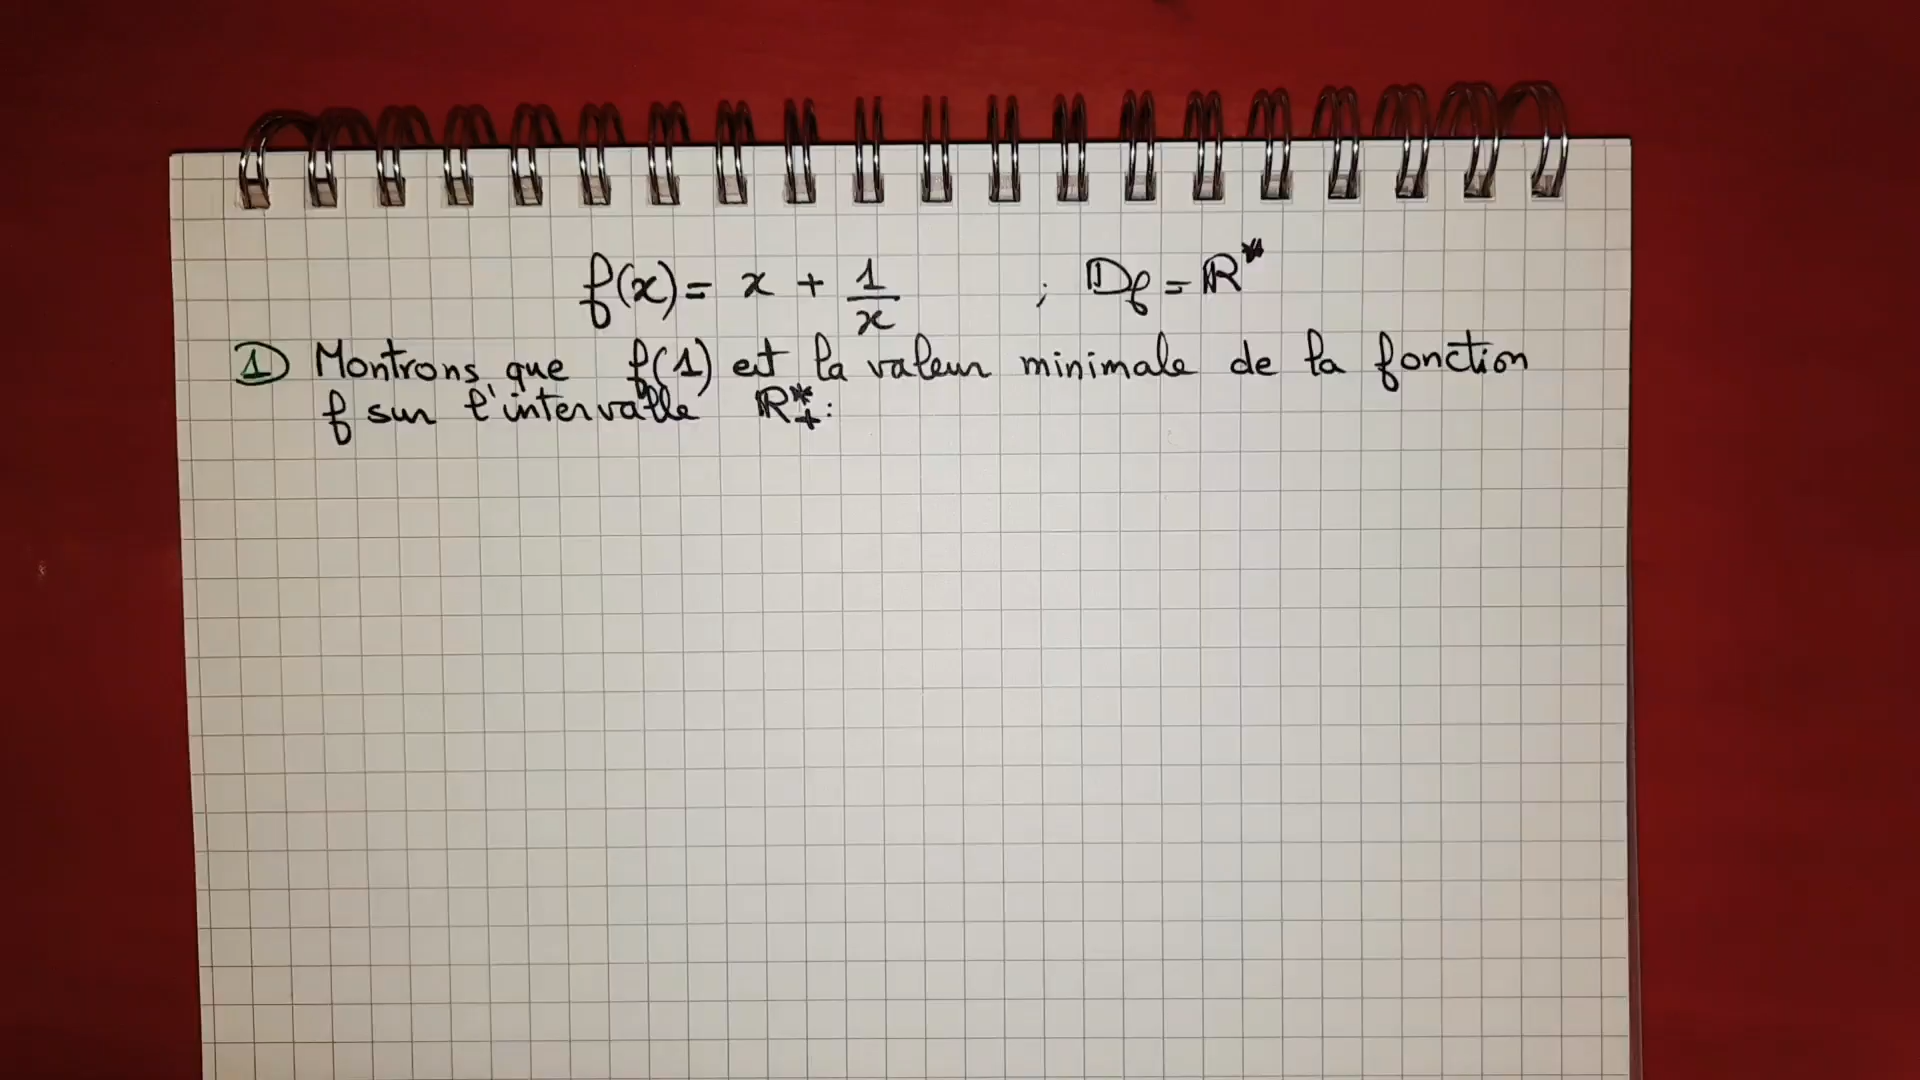 f(x) = x + 1/x ; Df = ℝ*
1) Montrons que f(1) est la valeur minimale de la fonction
f sur l'intervalle ℝ*₊: